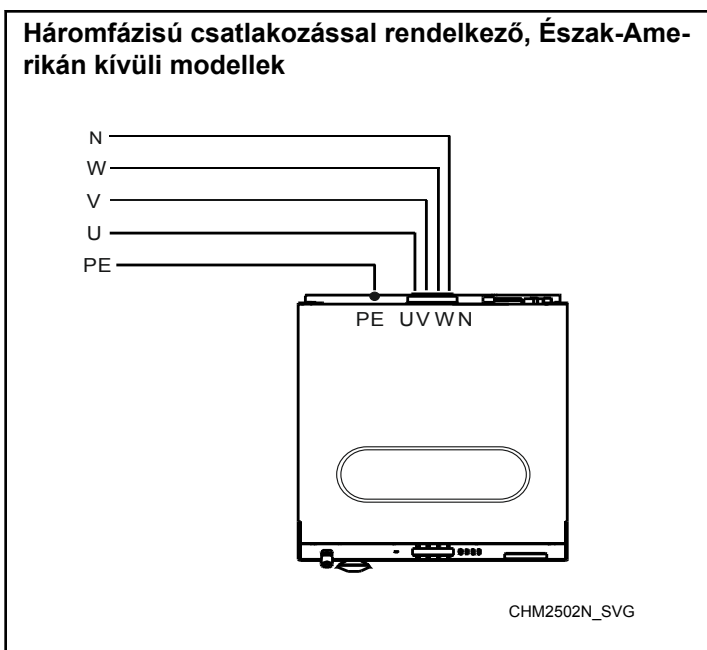 Háromfázisú csatlakozással rendelkező, Észak-Ame-
rikán kívüli modellek
N
W
V
U
PE
PE UVWN
CHM2502N_SVG